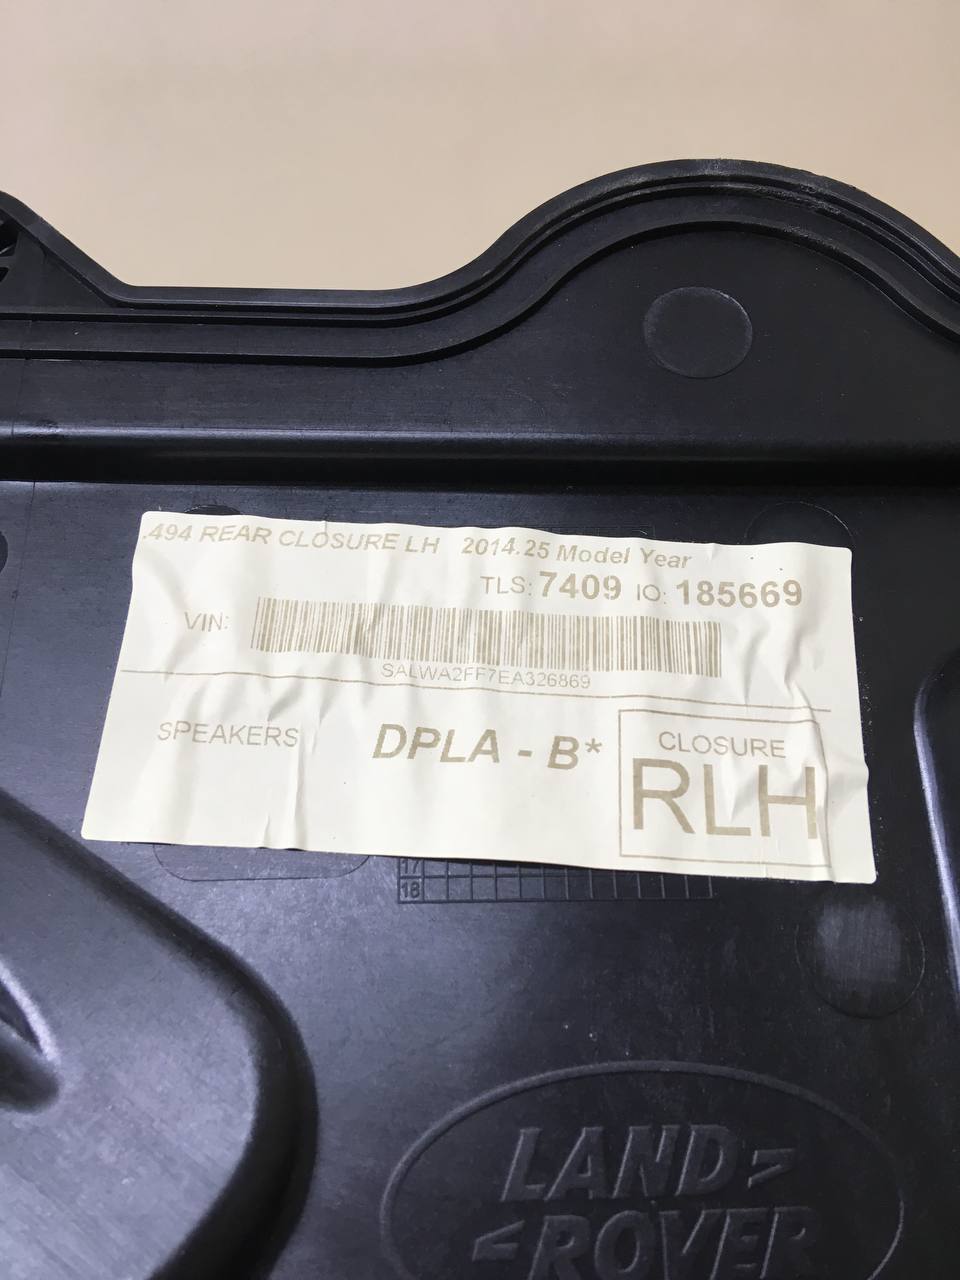 .494 REAR CLOSURE LH 2014.25 Model Year
TLS: 7409 IO: 185669
VIN:
SALWA2FF7EA326869
SPEAKERS DPLA - B* CLOSURE
RLH
17
18
LAND
ROVER